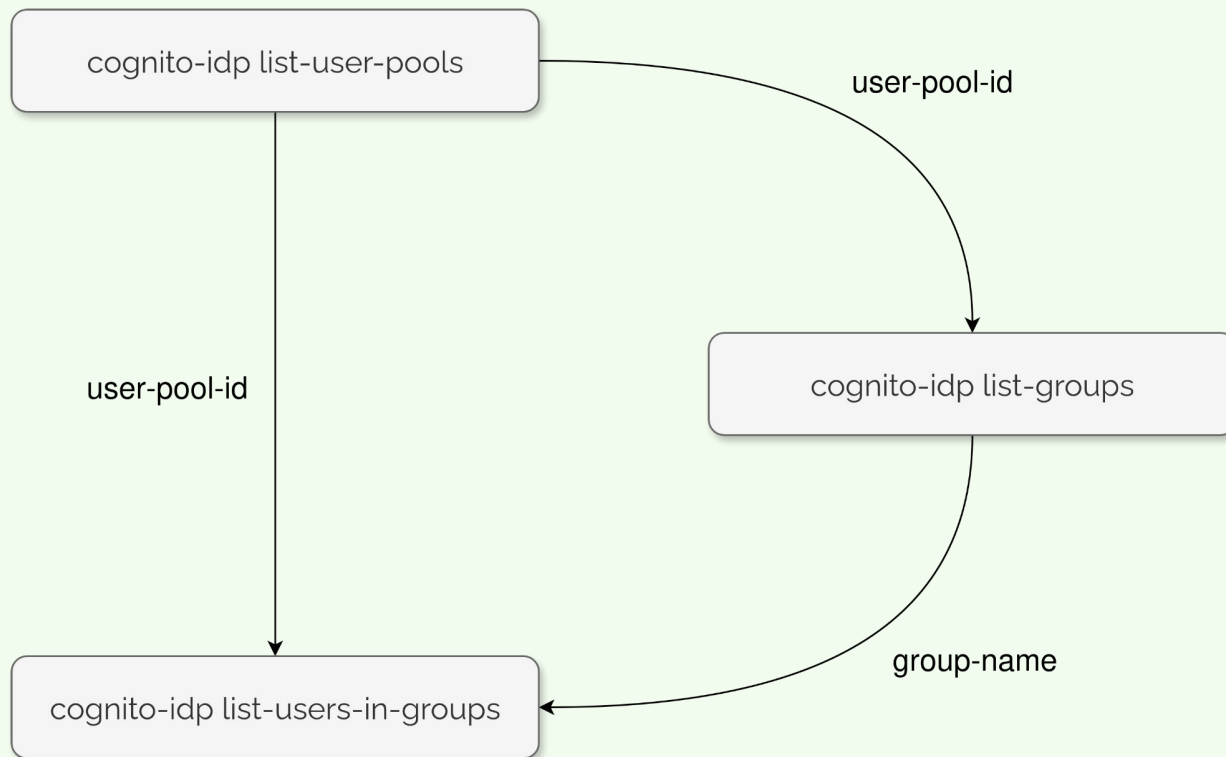 cognito-idp list-user-pools
user-pool-id
user-pool-id
cognito-idp list-groups
group-name
cognito-idp list-users-in-groups